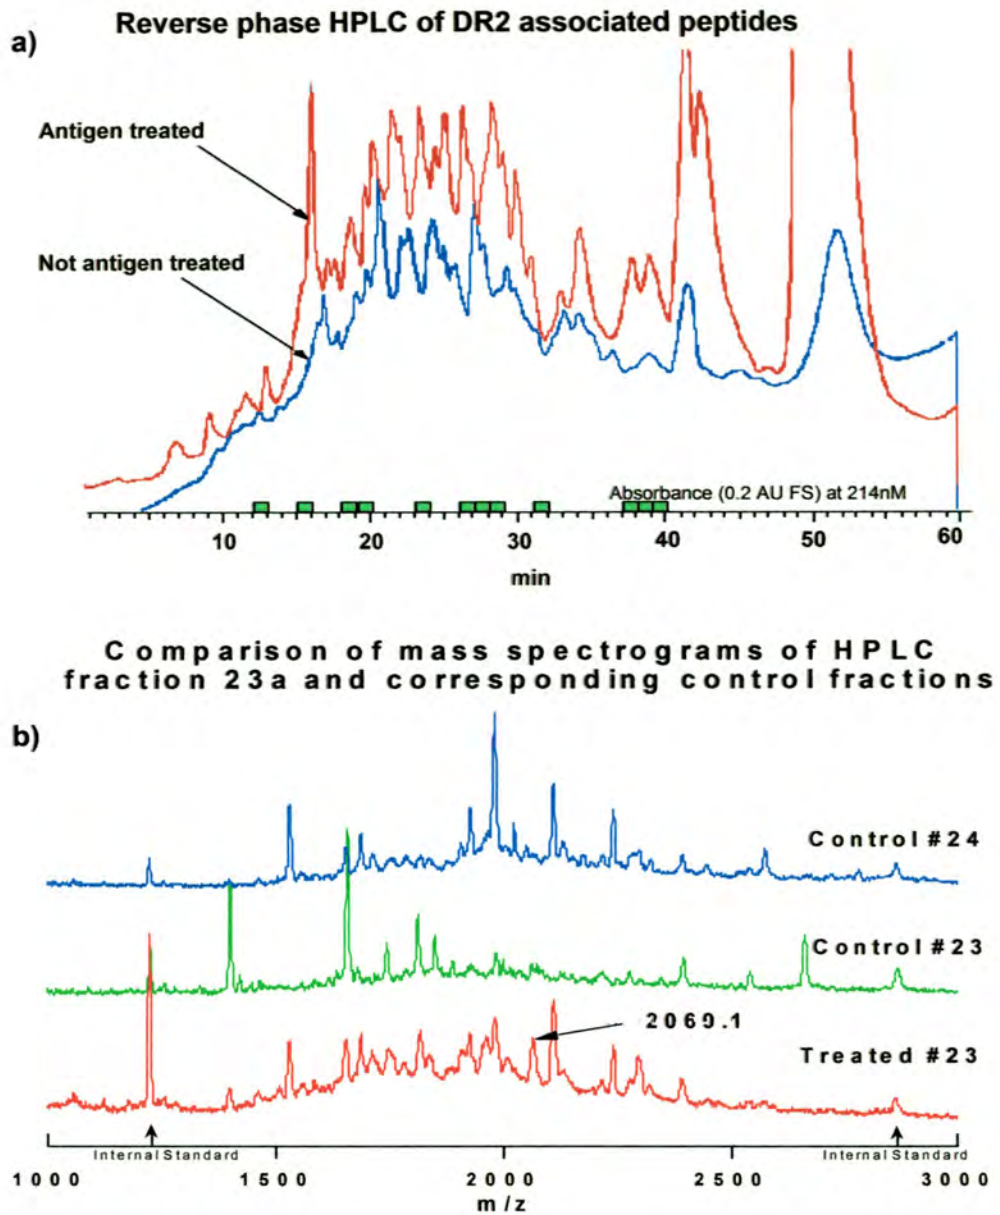 Reverse phase HPLC of DR2 associated peptides
a)
Antigen treated
Not antigen treated
Absorbance (0.2 AU FS) at 214nM
10 20 30 40 50 60
min
Comparison of mass spectrograms of HPLC
fraction 23a and corresponding control fractions
b)
Control #24
Control #23
2069.1
Treated #23
Internal Standard Internal Standard
1000 1500 2000 2500 3000
m/z